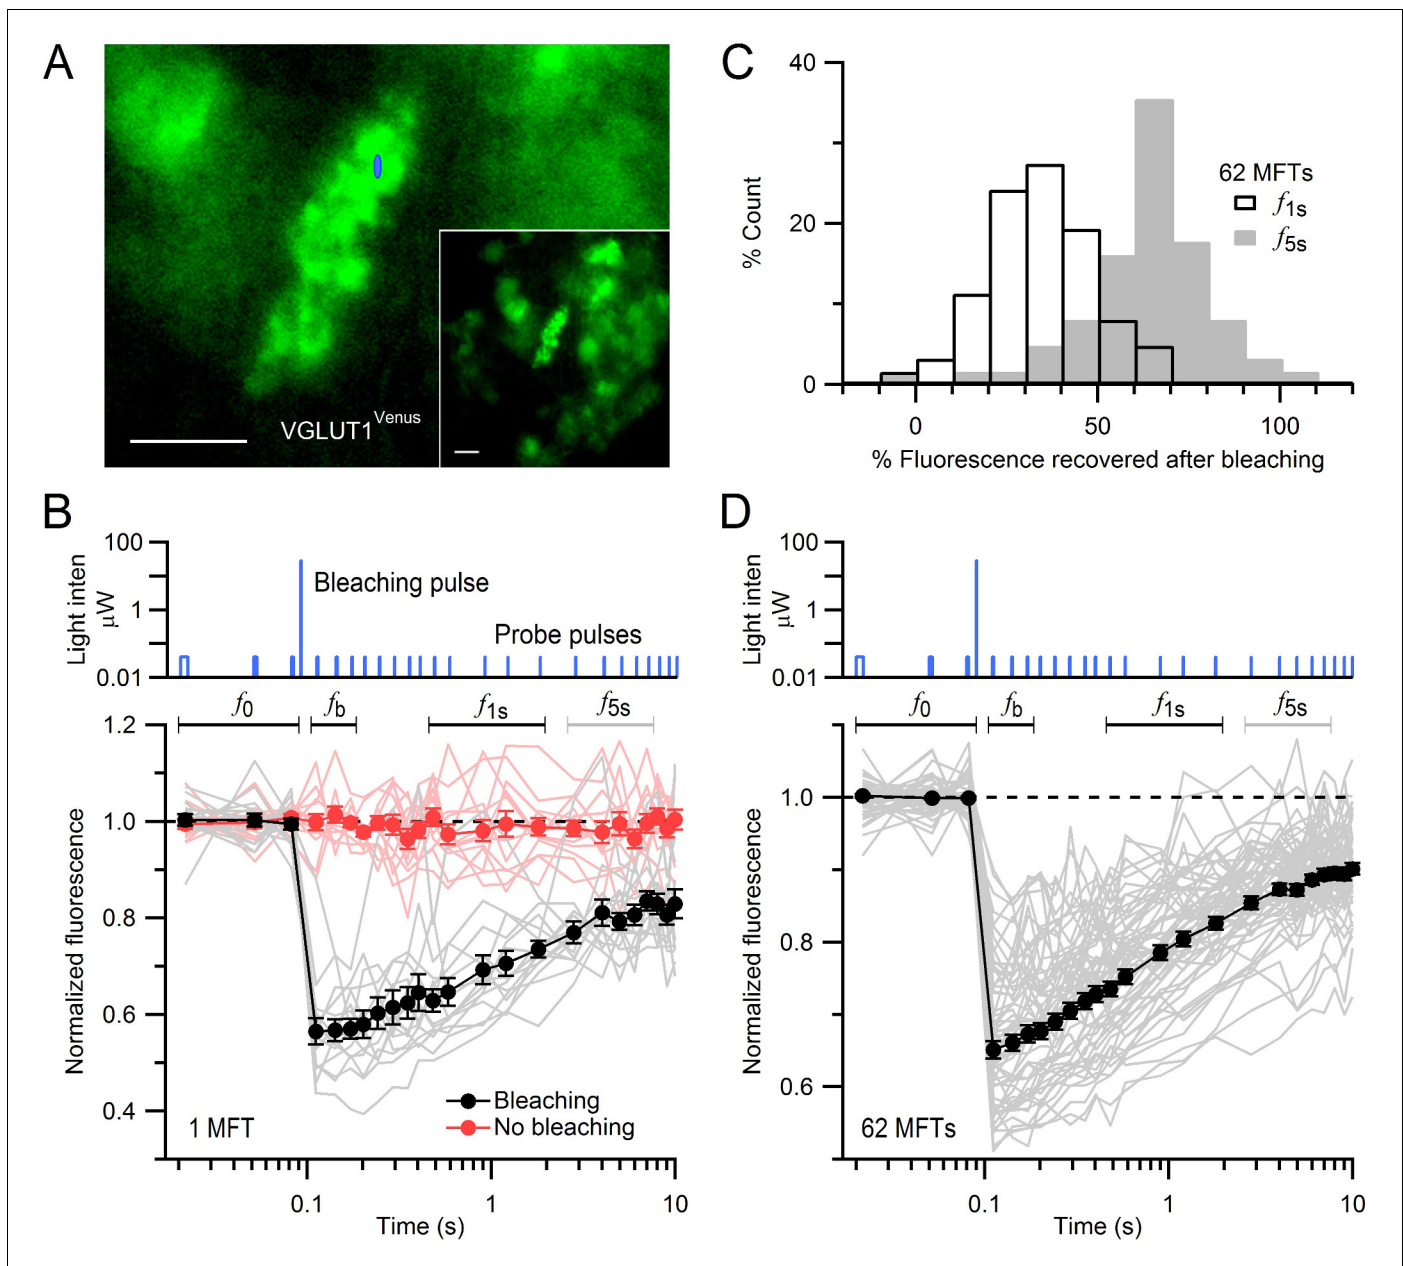 A
VGLUT1Venus
C
40
20
0
% Count
62 MFTs
f1s
f5s
0
50
100
% Fluorescence recovered after bleaching
B
100
1
0.01
Light inten
µW
Bleaching pulse
Probe pulses
f0
fb
f1s
f5s
1.2
1.0
0.8
0.6
0.4
Normalized fluorescence
Bleaching
No bleaching
1 MFT
0.1
1
10
Time (s)
D
100
1
0.01
Light inten
µW
f0
fb
f1s
f5s
1.0
0.8
0.6
Normalized fluorescence
62 MFTs
0.1
1
10
Time (s)